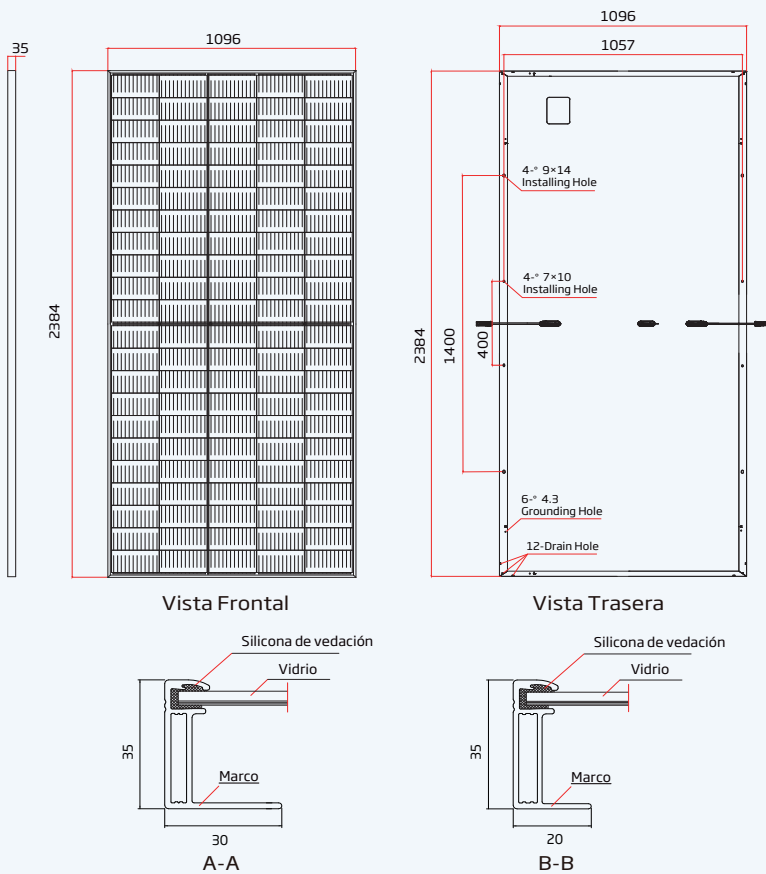 35
1096
2384
Vista Frontal
1096
1057
4-° 9×14
Installing Hole
4-° 7×10
Installing Hole
2384
1400
400
6-° 4.3
Grounding Hole
12-Drain Hole
Vista Trasera
Silicona de vedación
Vidrio
35
Marco
30
A-A
Silicona de vedación
Vidrio
35
Marco
20
B-B